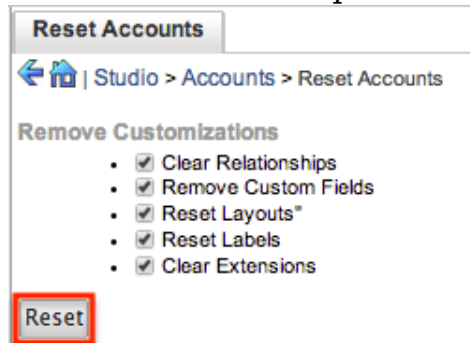 Reset Accounts
| Studio > Accounts > Reset Accounts
Remove Customizations
• Clear Relationships
• Remove Custom Fields
• Reset Layouts"
• Reset Labels
• Clear Extensions
Reset